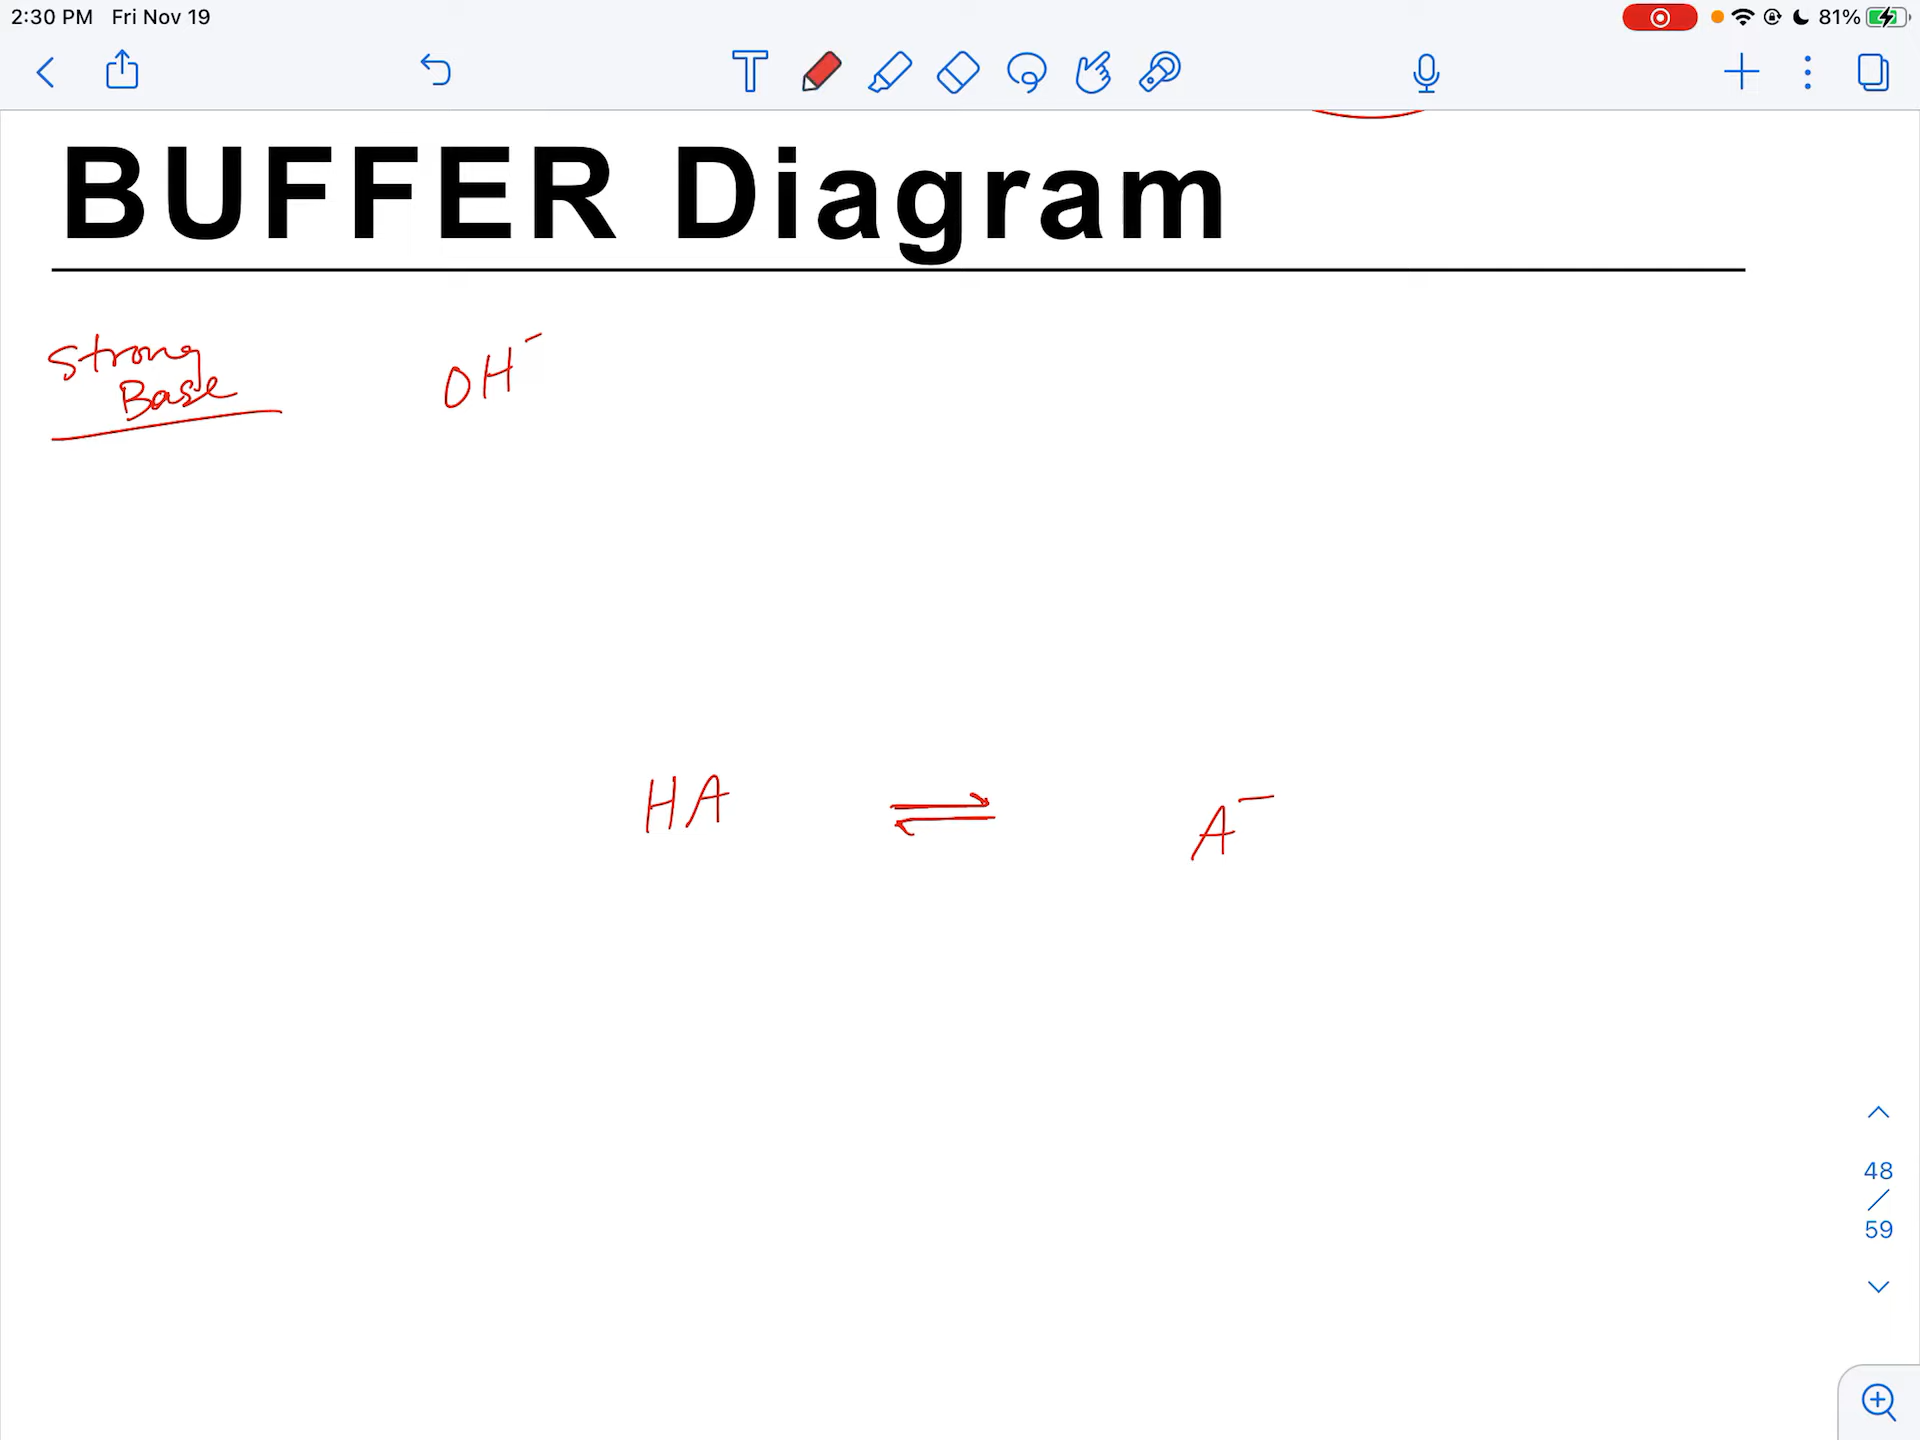 2:30 PM Fri Nov 19
81%
BUFFER Diagram
Strong
Base
OH⁻
HA ⇌ A⁻
48
/
59